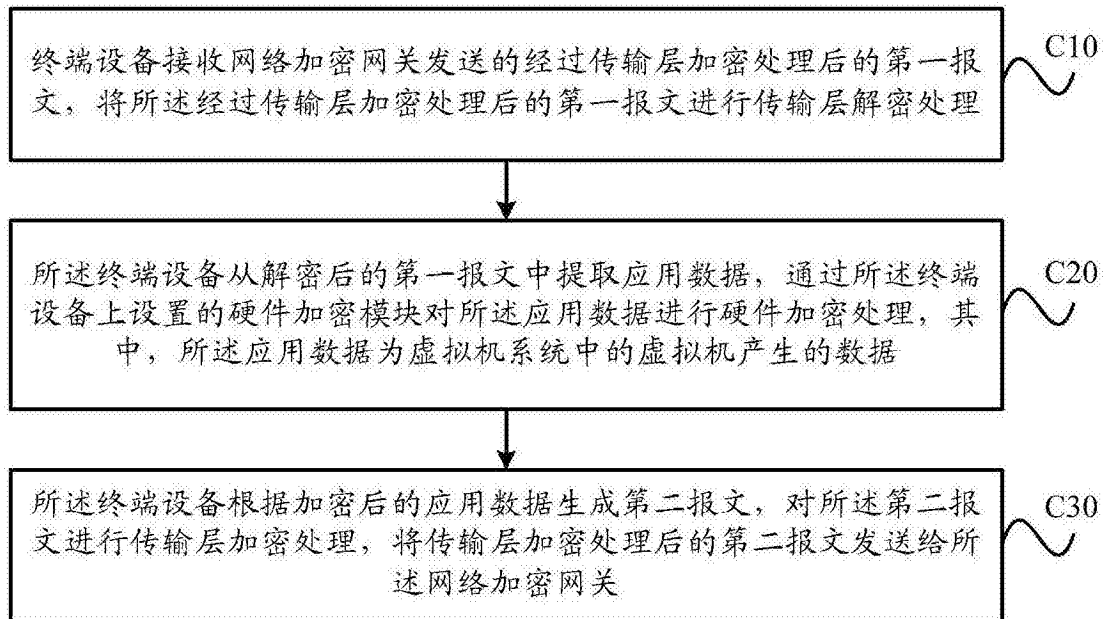 终端设备接收网络加密网关发送的经过传输层加密处理后的第一报
文，将所述经过传输层加密处理后的第一报文进行传输层解密处理
C10
所述终端设备从解密后的第一报文中提取应用数据，通过所述终端
设备上设置的硬件加密模块对所述应用数据进行硬件加密处理，其
中，所述应用数据为虚拟机系统中的虚拟机产生的数据
C20
所述终端设备根据加密后的应用数据生成第二报文，对所述第二报
文进行传输层加密处理，将传输层加密处理后的第二报文发送给所
述网络加密网关
C30